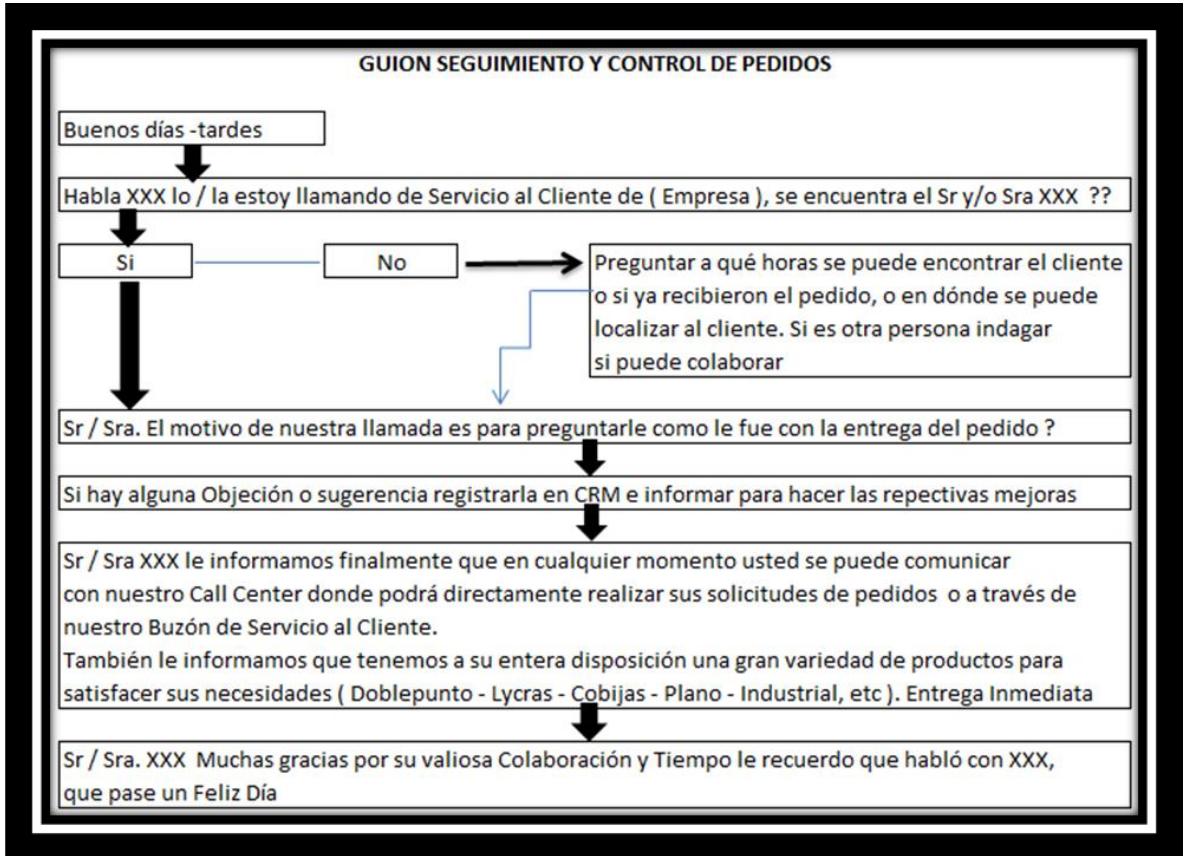 GUION SEGUIMIENTO Y CONTROL DE PEDIDOS
Buenos días -tardes
Habla XXX lo / la estoy llamando de Servicio al Cliente de ( Empresa ), se encuentra el Sr y/o Sra XXX ??
Si
No
Preguntar a qué horas se puede encontrar el cliente
o si ya recibieron el pedido, o en dónde se puede
localizar al cliente. Si es otra persona indagar
si puede colaborar
Sr / Sra. El motivo de nuestra llamada es para preguntarle como le fue con la entrega del pedido ?
Si hay alguna Objeción o sugerencia registrarla en CRM e informar para hacer las repectivas mejoras
Sr / Sra XXX le informamos finalmente que en cualquier momento usted se puede comunicar
con nuestro Call Center donde podrá directamente realizar sus solicitudes de pedidos o a través de
nuestro Buzón de Servicio al Cliente.
También le informamos que tenemos a su entera disposición una gran variedad de productos para
satisfacer sus necesidades ( Doblepunto - Lycras - Cobijas - Plano - Industrial, etc ). Entrega Inmediata
Sr / Sra. XXX Muchas gracias por su valiosa Colaboración y Tiempo le recuerdo que habló con XXX,
que pase un Feliz Día